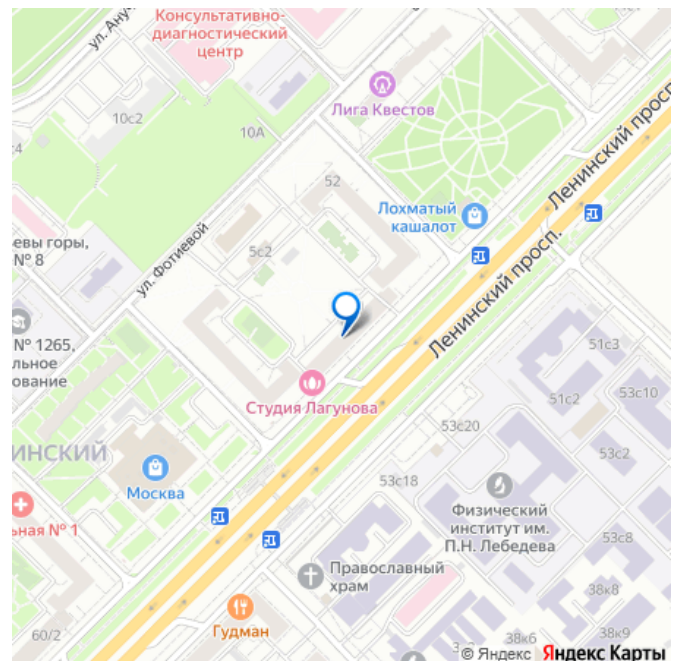 Консультативно-
диагностический
центр
ул. Ану
Лига Квестов
10с2
10А
52
Ленинский просп.
Лохматый
кашалот
5с2
ул. Фотиевой
евы горы,
№ 8
Ленинский просп.
№ 1265,
льное
ование
51с3
51с2
53с10
Студия Лагунова
53с20
53с2
ИНСКИЙ
Москва
53с18
Физический
институт им.
П.Н. Лебедева
ьная № 1
53с8
Православный
храм
38к8
Гудман
60/2
38к6
38к9
© Яндекс Яндекс Карты